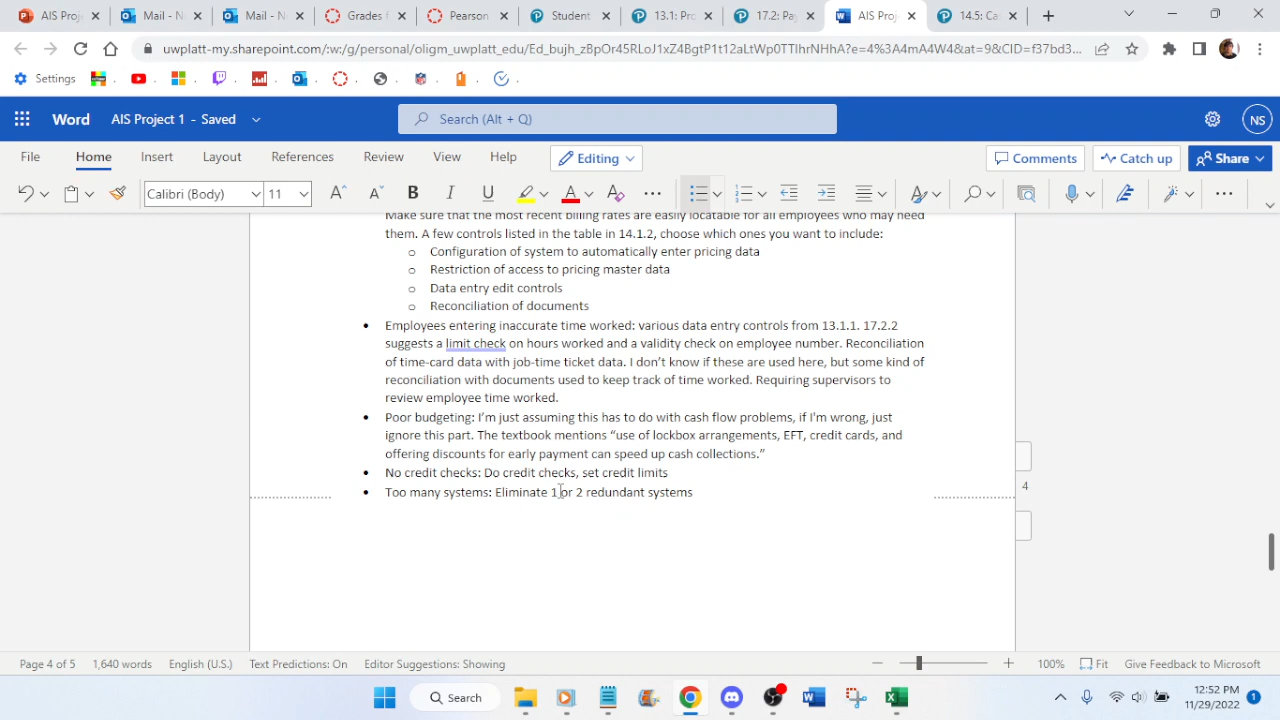 AIS Proj
Mail - N
Mail - N
Grades f
Pearson
Student
13.1: Pro
17.2: Pay
AIS Proj
14.5: Ca
uwplatt-my.sharepoint.com/:w:/g/personal/oligm_uwplatt_edu/
Settings
Word AIS Project 1 - Saved
Search (Alt + Q)
NS
File Home Insert Layout References Review View Help
Editing
Comments Catch up Share
Calibri (Body) 11
Make sure that the most recent billing rates are easily locatable for all employees who may need
them. A few controls listed in the table in 14.1.2, choose which ones you want to include:
o Configuration of system to automatically enter pricing data
o Restriction of access to pricing master data
o Data entry edit controls
o Reconciliation of documents
• Employees entering inaccurate time worked: various data entry controls from 13.1.1. 17.2.2
suggests a limit check on hours worked and a validity check on employee number. Reconciliation
of time-card data with job-time ticket data. I don’t know if these are used here, but some kind of
reconciliation with documents used to keep track of time worked. Requiring supervisors to
review employee time worked.
• Poor budgeting: I’m just assuming this has to do with cash flow problems, if I'm wrong, just
ignore this part. The textbook mentions “use of lockbox arrangements, EFT, credit cards, and
offering discounts for early payment can speed up cash collections.”
• No credit checks: Do credit checks, set credit limits
• Too many systems: Eliminate 1 or 2 redundant systems
4
Page 4 of 5 1,640 words English (U.S.) Text Predictions: On Editor Suggestions: Showing
100% Fit Give Feedback to Microsoft
Search
12:52 PM
11/29/2022
1